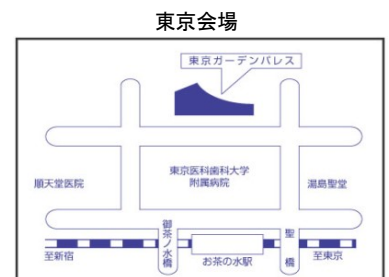 東京会場
東京ガーデンパレス
順天堂医院
東京医科歯科大学
附属病院
湯島聖堂
御茶ノ水橋
聖橋
至新宿
お茶の水駅
至東京